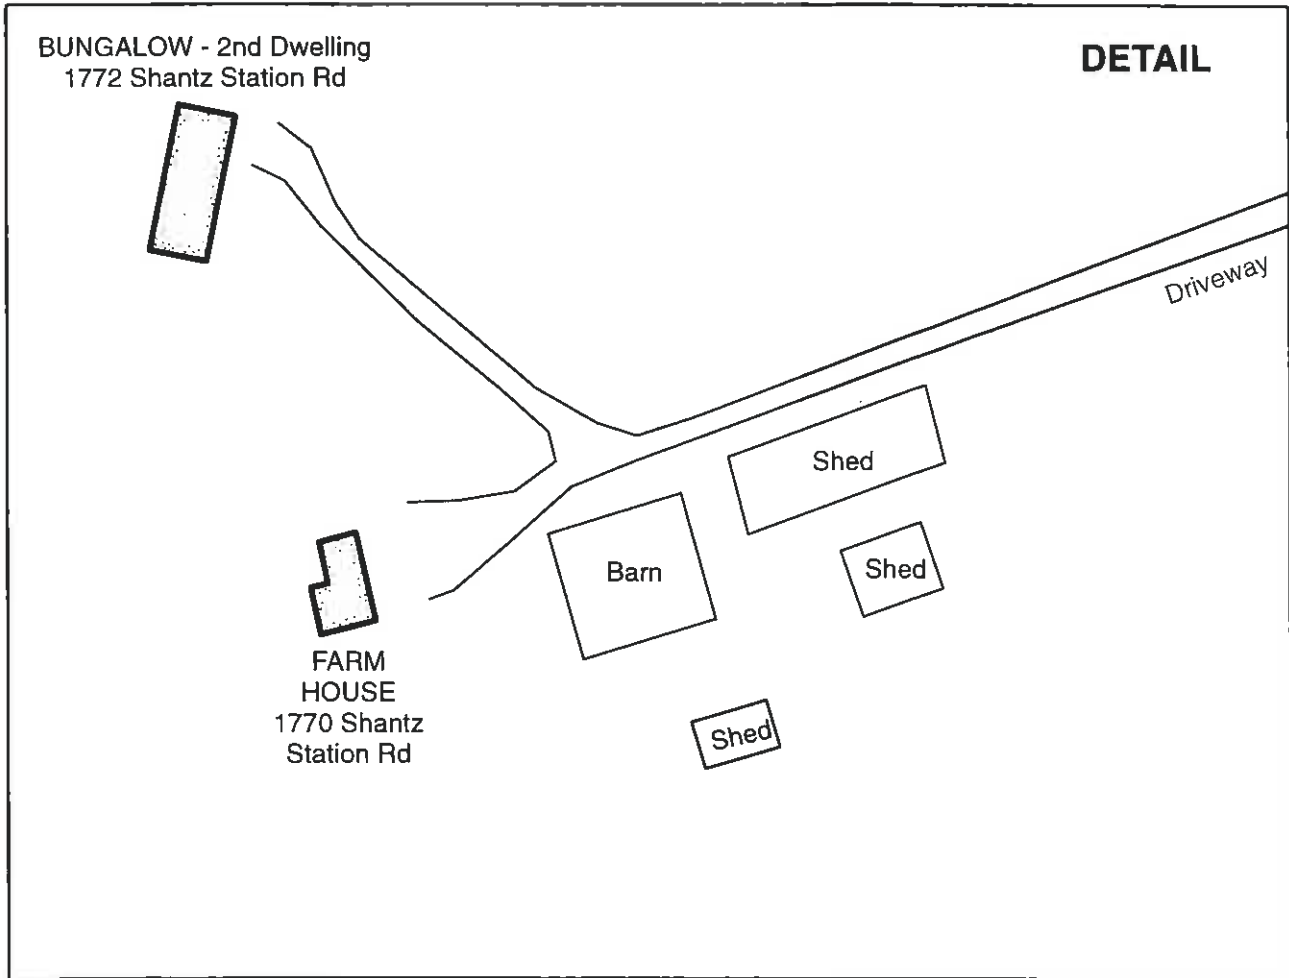 BUNGALOW - 2nd Dwelling
1772 Shantz Station Rd
DETAIL
Driveway
Shed
Barn
Shed
FARM
HOUSE
1770 Shantz
Station Rd
Shed